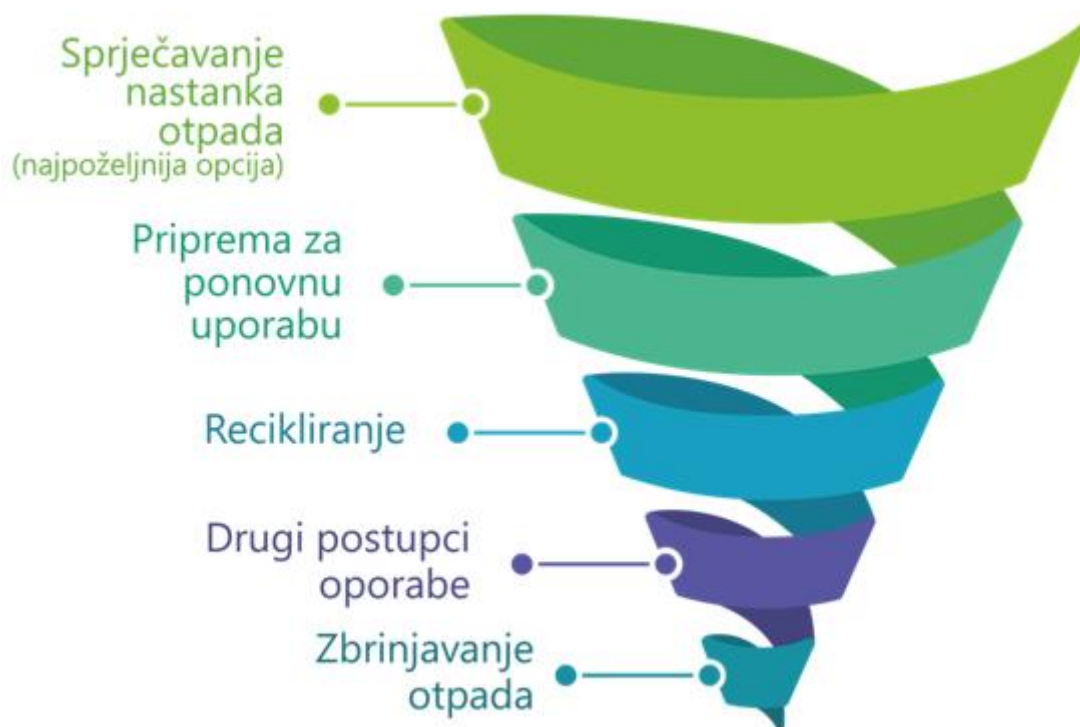 Sprječavanje
nastanka
otpada
(najpoželjnija opcija)
Priprema za
ponovnu
uporabu
Recikliranje
Drugi postupci
oporabe
Zbrinjavanje
otpada